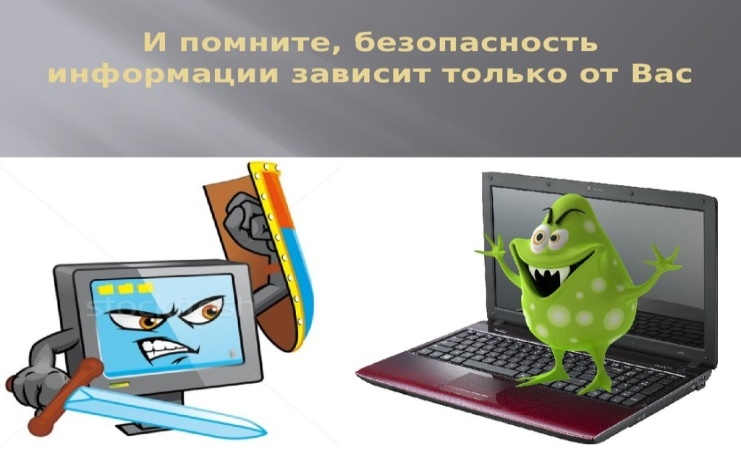 И помните, безопасность
информации зависит только от Вас